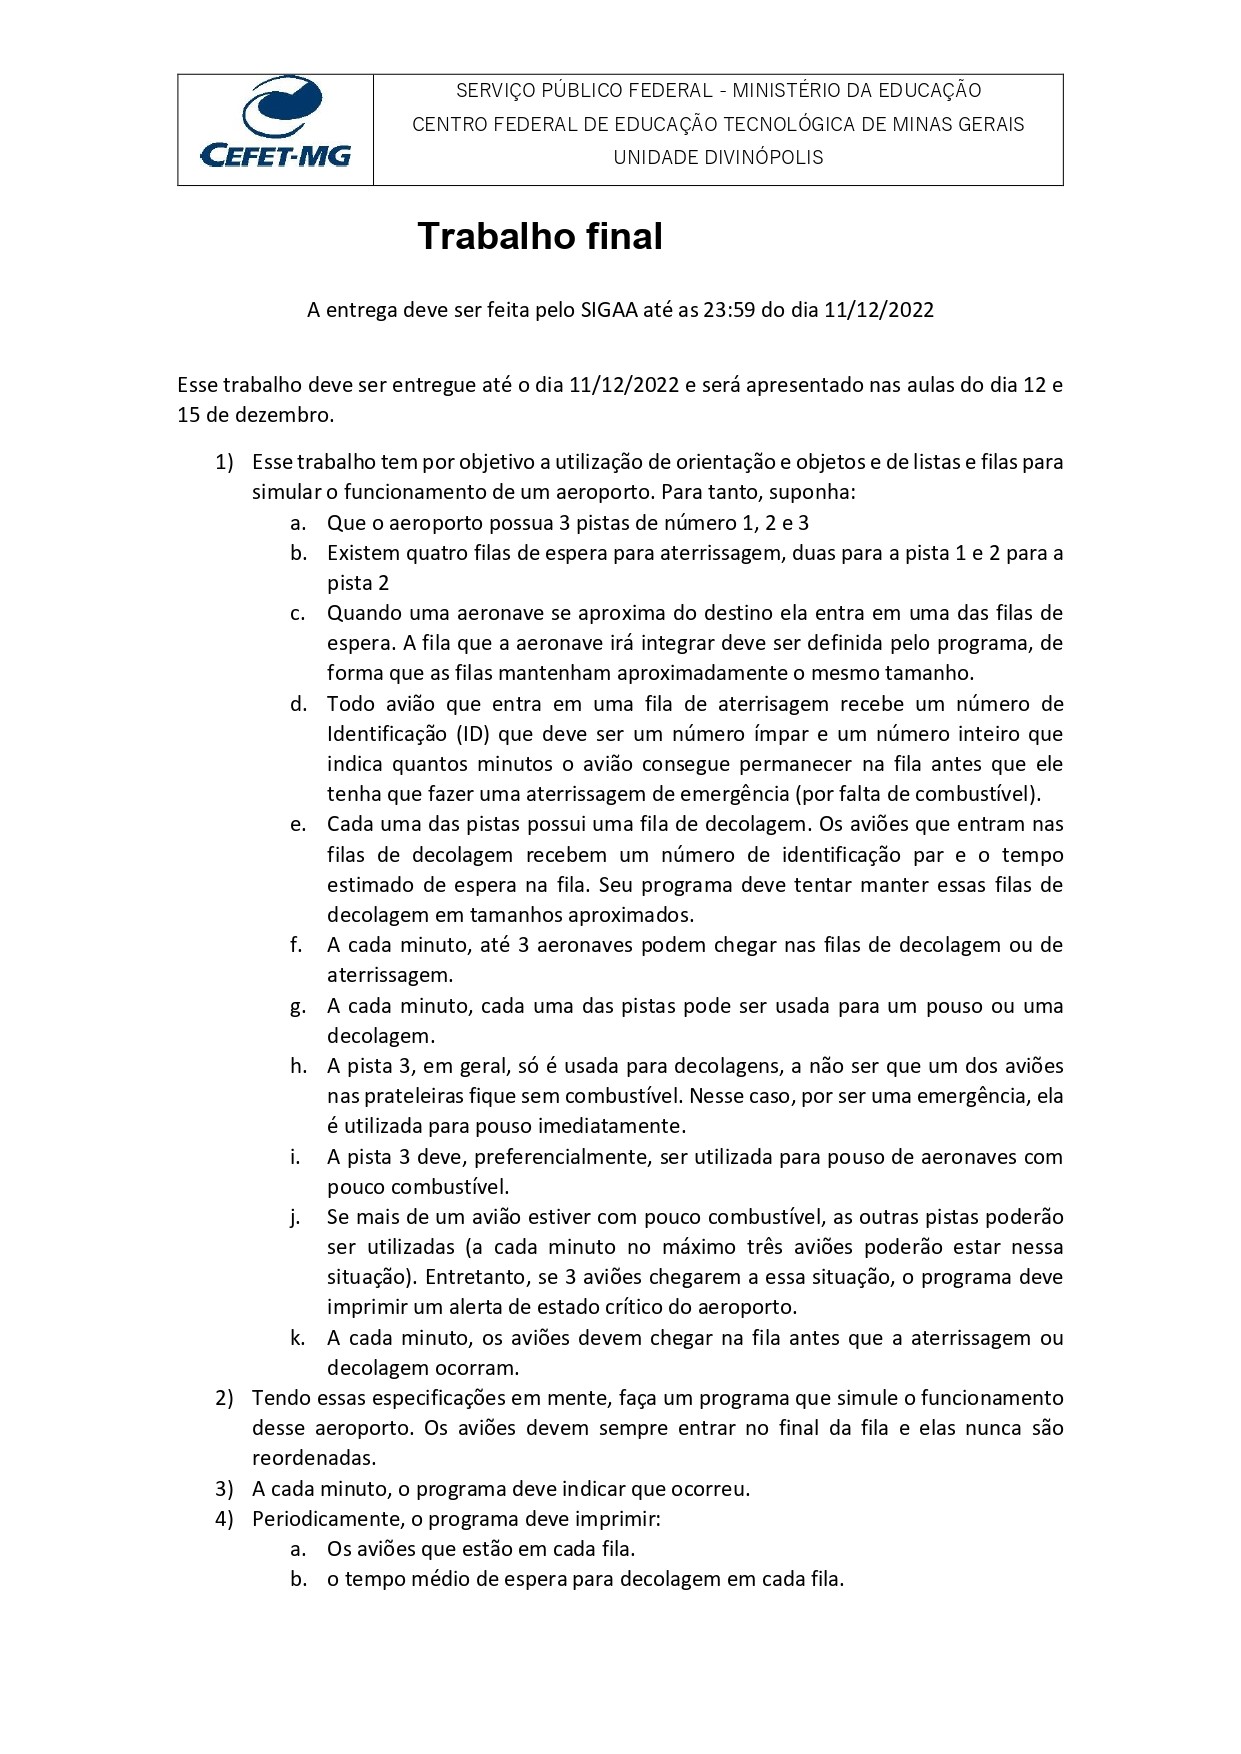 CEFET-MG
SERVIÇO PÚBLICO FEDERAL - MINISTÉRIO DA EDUCAÇÃO
CENTRO FEDERAL DE EDUCAÇÃO TECNOLÓGICA DE MINAS GERAIS
UNIDADE DIVINÓPOLIS
Trabalho final
A entrega deve ser feita pelo SIGAA até as 23:59 do dia 11/12/2022
Esse trabalho deve ser entregue até o dia 11/12/2022 e será apresentado nas aulas do dia 12 e
15 de dezembro.
1) Esse trabalho tem por objetivo a utilização de orientação e objetos e de listas e filas para
simular o funcionamento de um aeroporto. Para tanto, suponha:
a. Que o aeroporto possua 3 pistas de número 1, 2 e 3
b. Existem quatro filas de espera para aterrissagem, duas para a pista 1 e 2 para a
pista 2
c. Quando uma aeronave se aproxima do destino ela entra em uma das filas de
espera. A fila que a aeronave irá integrar deve ser definida pelo programa, de
forma que as filas mantenham aproximadamente o mesmo tamanho.
d. Todo avião que entra em uma fila de aterrisagem recebe um número de
Identificação (ID) que deve ser um número ímpar e um número inteiro que
indica quantos minutos o avião consegue permanecer na fila antes que ele
tenha que fazer uma aterrissagem de emergência (por falta de combustível).
e. Cada uma das pistas possui uma fila de decolagem. Os aviões que entram nas
filas de decolagem recebem um número de identificação par e o tempo
estimado de espera na fila. Seu programa deve tentar manter essas filas de
decolagem em tamanhos aproximados.
f. A cada minuto, até 3 aeronaves podem chegar nas filas de decolagem ou de
aterrissagem.
g. A cada minuto, cada uma das pistas pode ser usada para um pouso ou uma
decolagem.
h. A pista 3, em geral, só é usada para decolagens, a não ser que um dos aviões
nas prateleiras fique sem combustível. Nesse caso, por ser uma emergência, ela
é utilizada para pouso imediatamente.
i. A pista 3 deve, preferencialmente, ser utilizada para pouso de aeronaves com
pouco combustível.
j. Se mais de um avião estiver com pouco combustível, as outras pistas poderão
ser utilizadas (a cada minuto no máximo três aviões poderão estar nessa
situação). Entretanto, se 3 aviões chegarem a essa situação, o programa deve
imprimir um alerta de estado crítico do aeroporto.
k. A cada minuto, os aviões devem chegar na fila antes que a aterrissagem ou
decolagem ocorram.
2) Tendo essas especificações em mente, faça um programa que simule o funcionamento
desse aeroporto. Os aviões devem sempre entrar no final da fila e elas nunca são
reordenadas.
3) A cada minuto, o programa deve indicar que ocorreu.
4) Periodicamente, o programa deve imprimir:
a. Os aviões que estão em cada fila.
b. o tempo médio de espera para decolagem em cada fila.